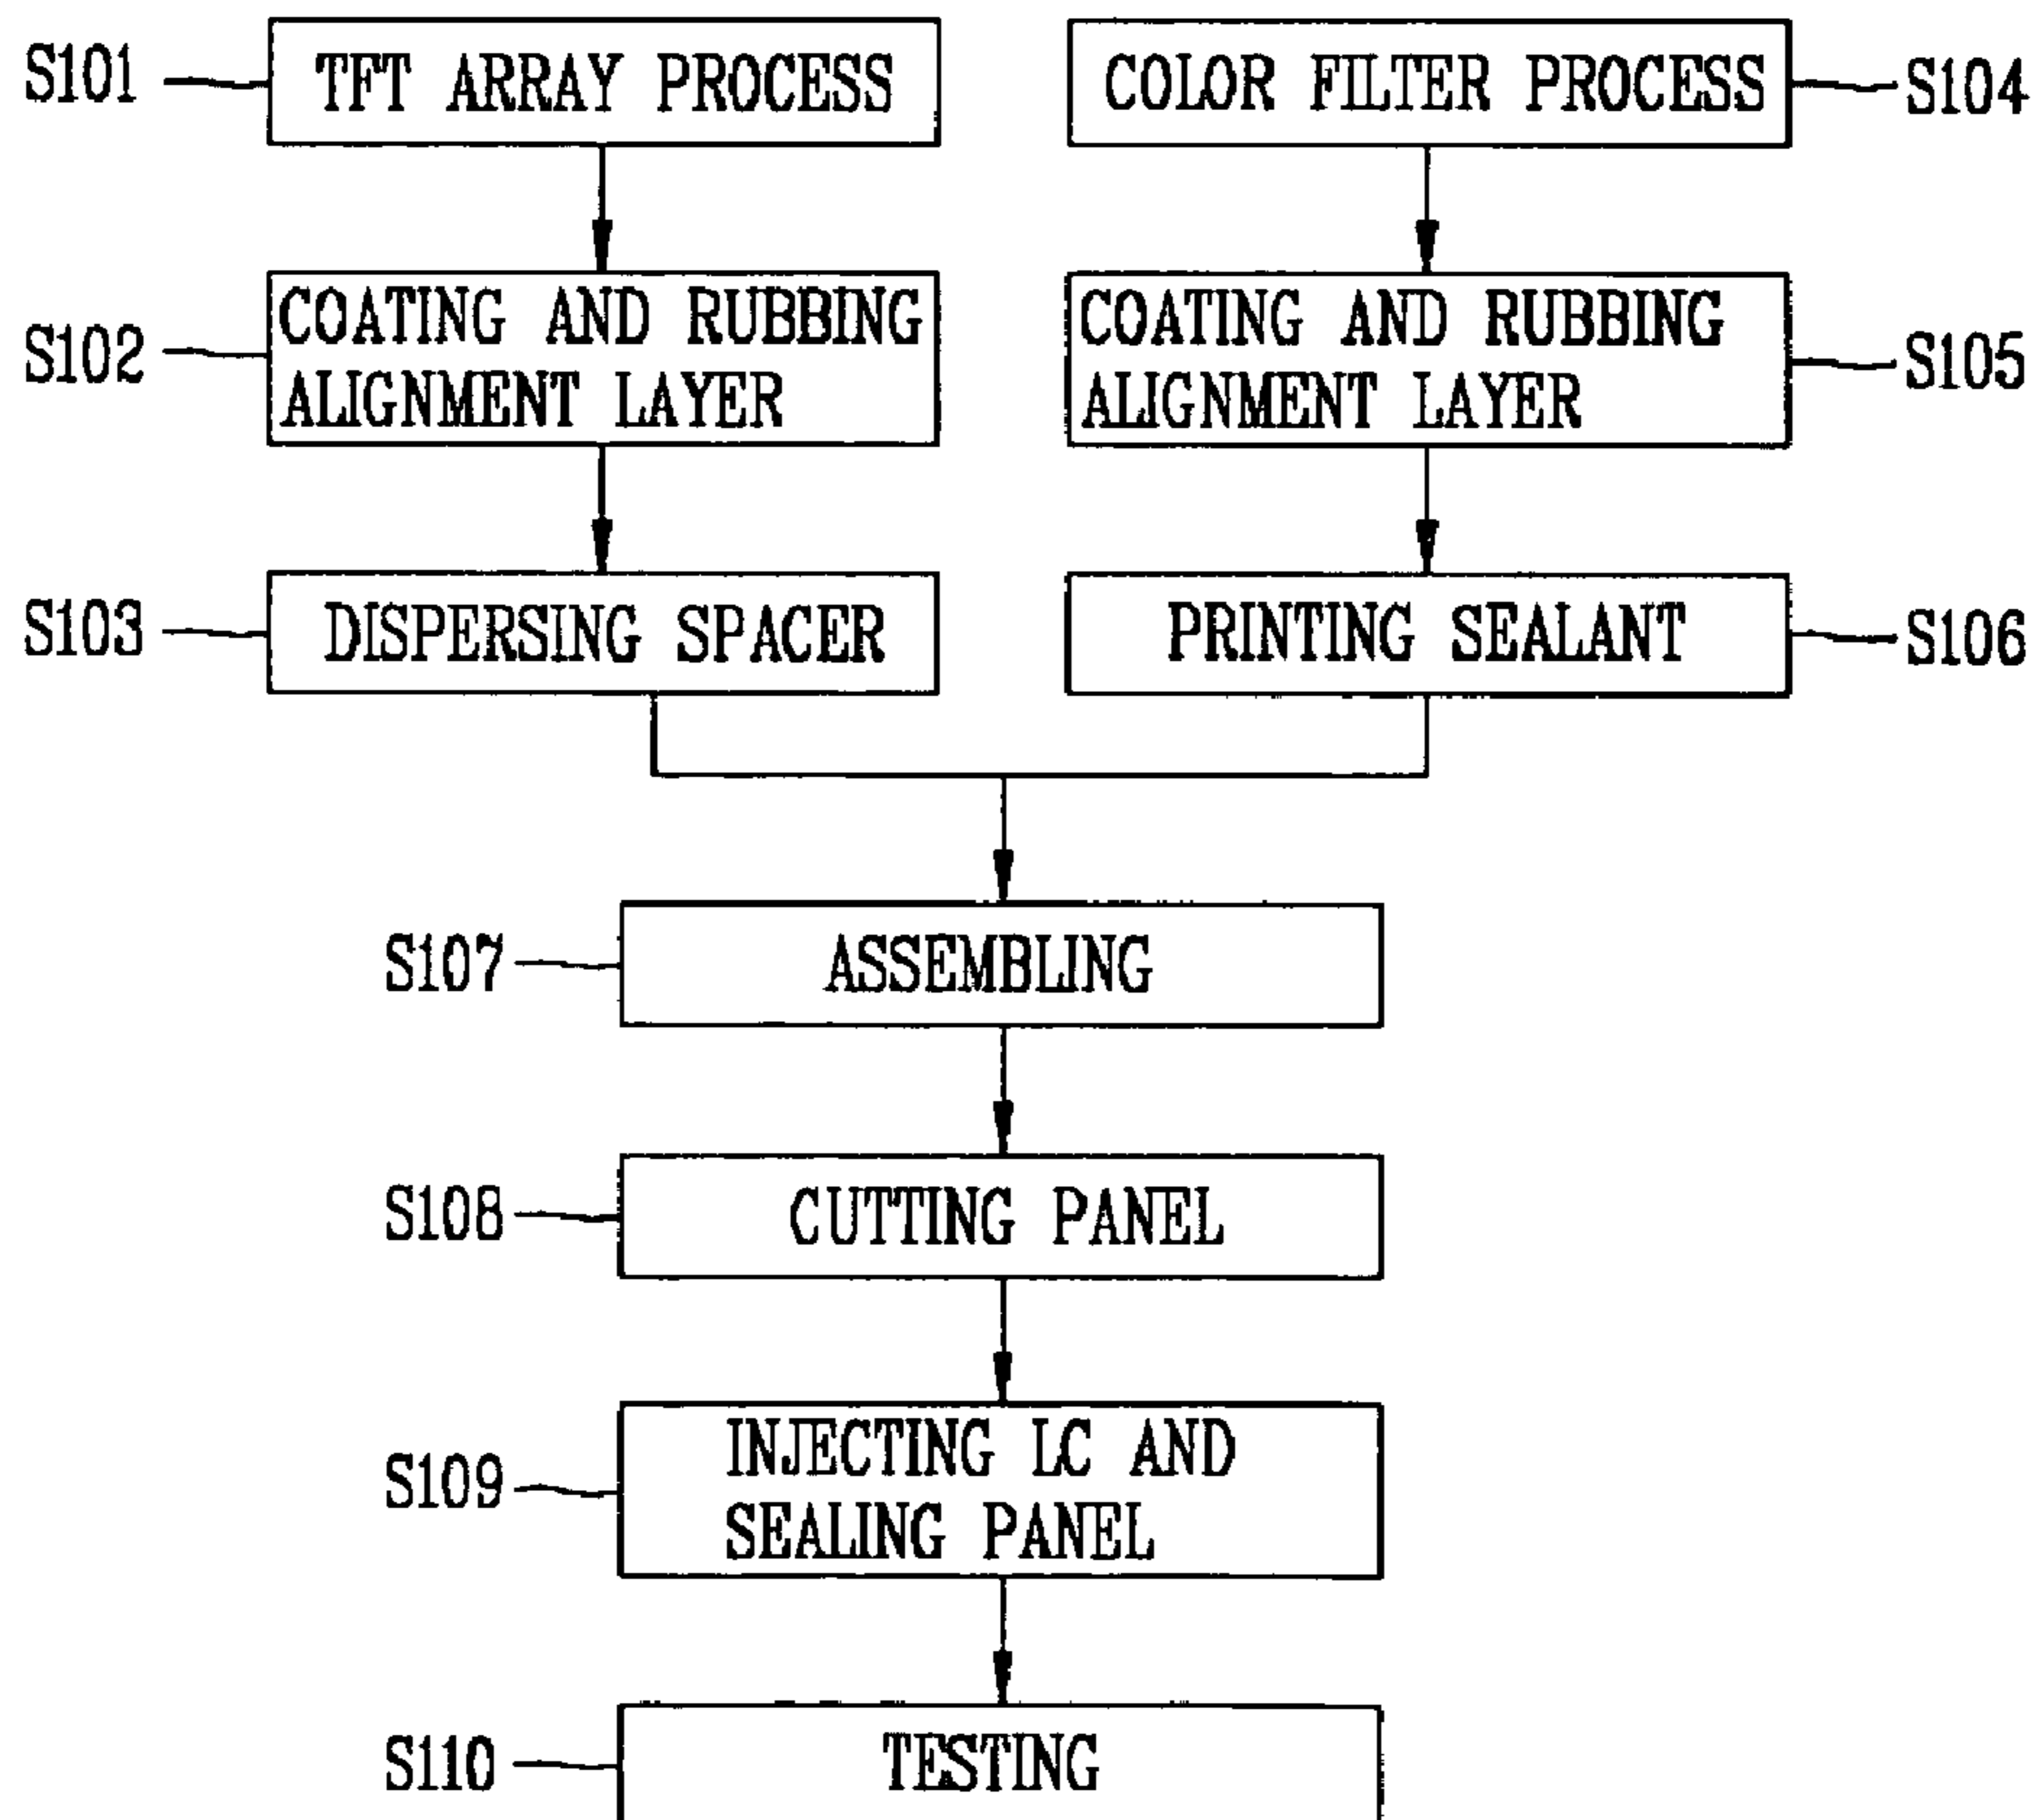 S101
TFT ARRAY PROCESS
COLOR FILTER PROCESS
S104
S102
COATING AND RUBBING
ALIGNMENT LAYER
COATING AND RUBBING
ALIGNMENT LAYER
S105
S103
DISPERSING SPACER
PRINTING SEALANT
S106
S107
ASSEMBLING
S108
CUTTING PANEL
S109
INJECTING LC AND
SEALING PANEL
S110
TESTING